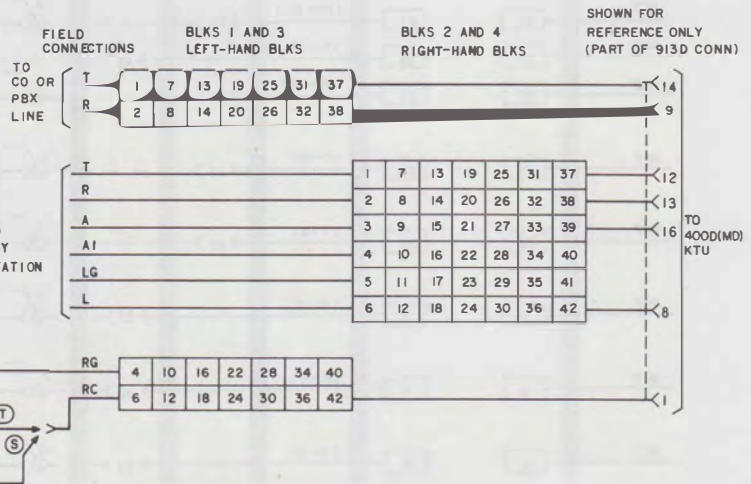 SHOWN FOR
REFERENCE ONLY
(PART OF 913D CONN)
FIELD
CONNECTIONS
BLKS 1 AND 3
LEFT-HAND BLKS
BLKS 2 AND 4
RIGHT-HAND BLKS
TO
CO OR
PBX
LINE
T 1 7 13 19 25 31 37 T 14
R 2 8 14 20 26 32 38 9
T 1 7 13 19 25 31 37 12
R 2 8 14 20 26 32 38 13
A 3 9 15 21 27 33 39 16
A1 4 10 16 22 28 34 40
LG 5 11 17 23 29 35 41
L 6 12 18 24 30 36 42 8
TO
400D(MD)
KTU
RG 4 10 16 22 28 34 40
RC 6 12 18 24 30 36 42 1
T
S